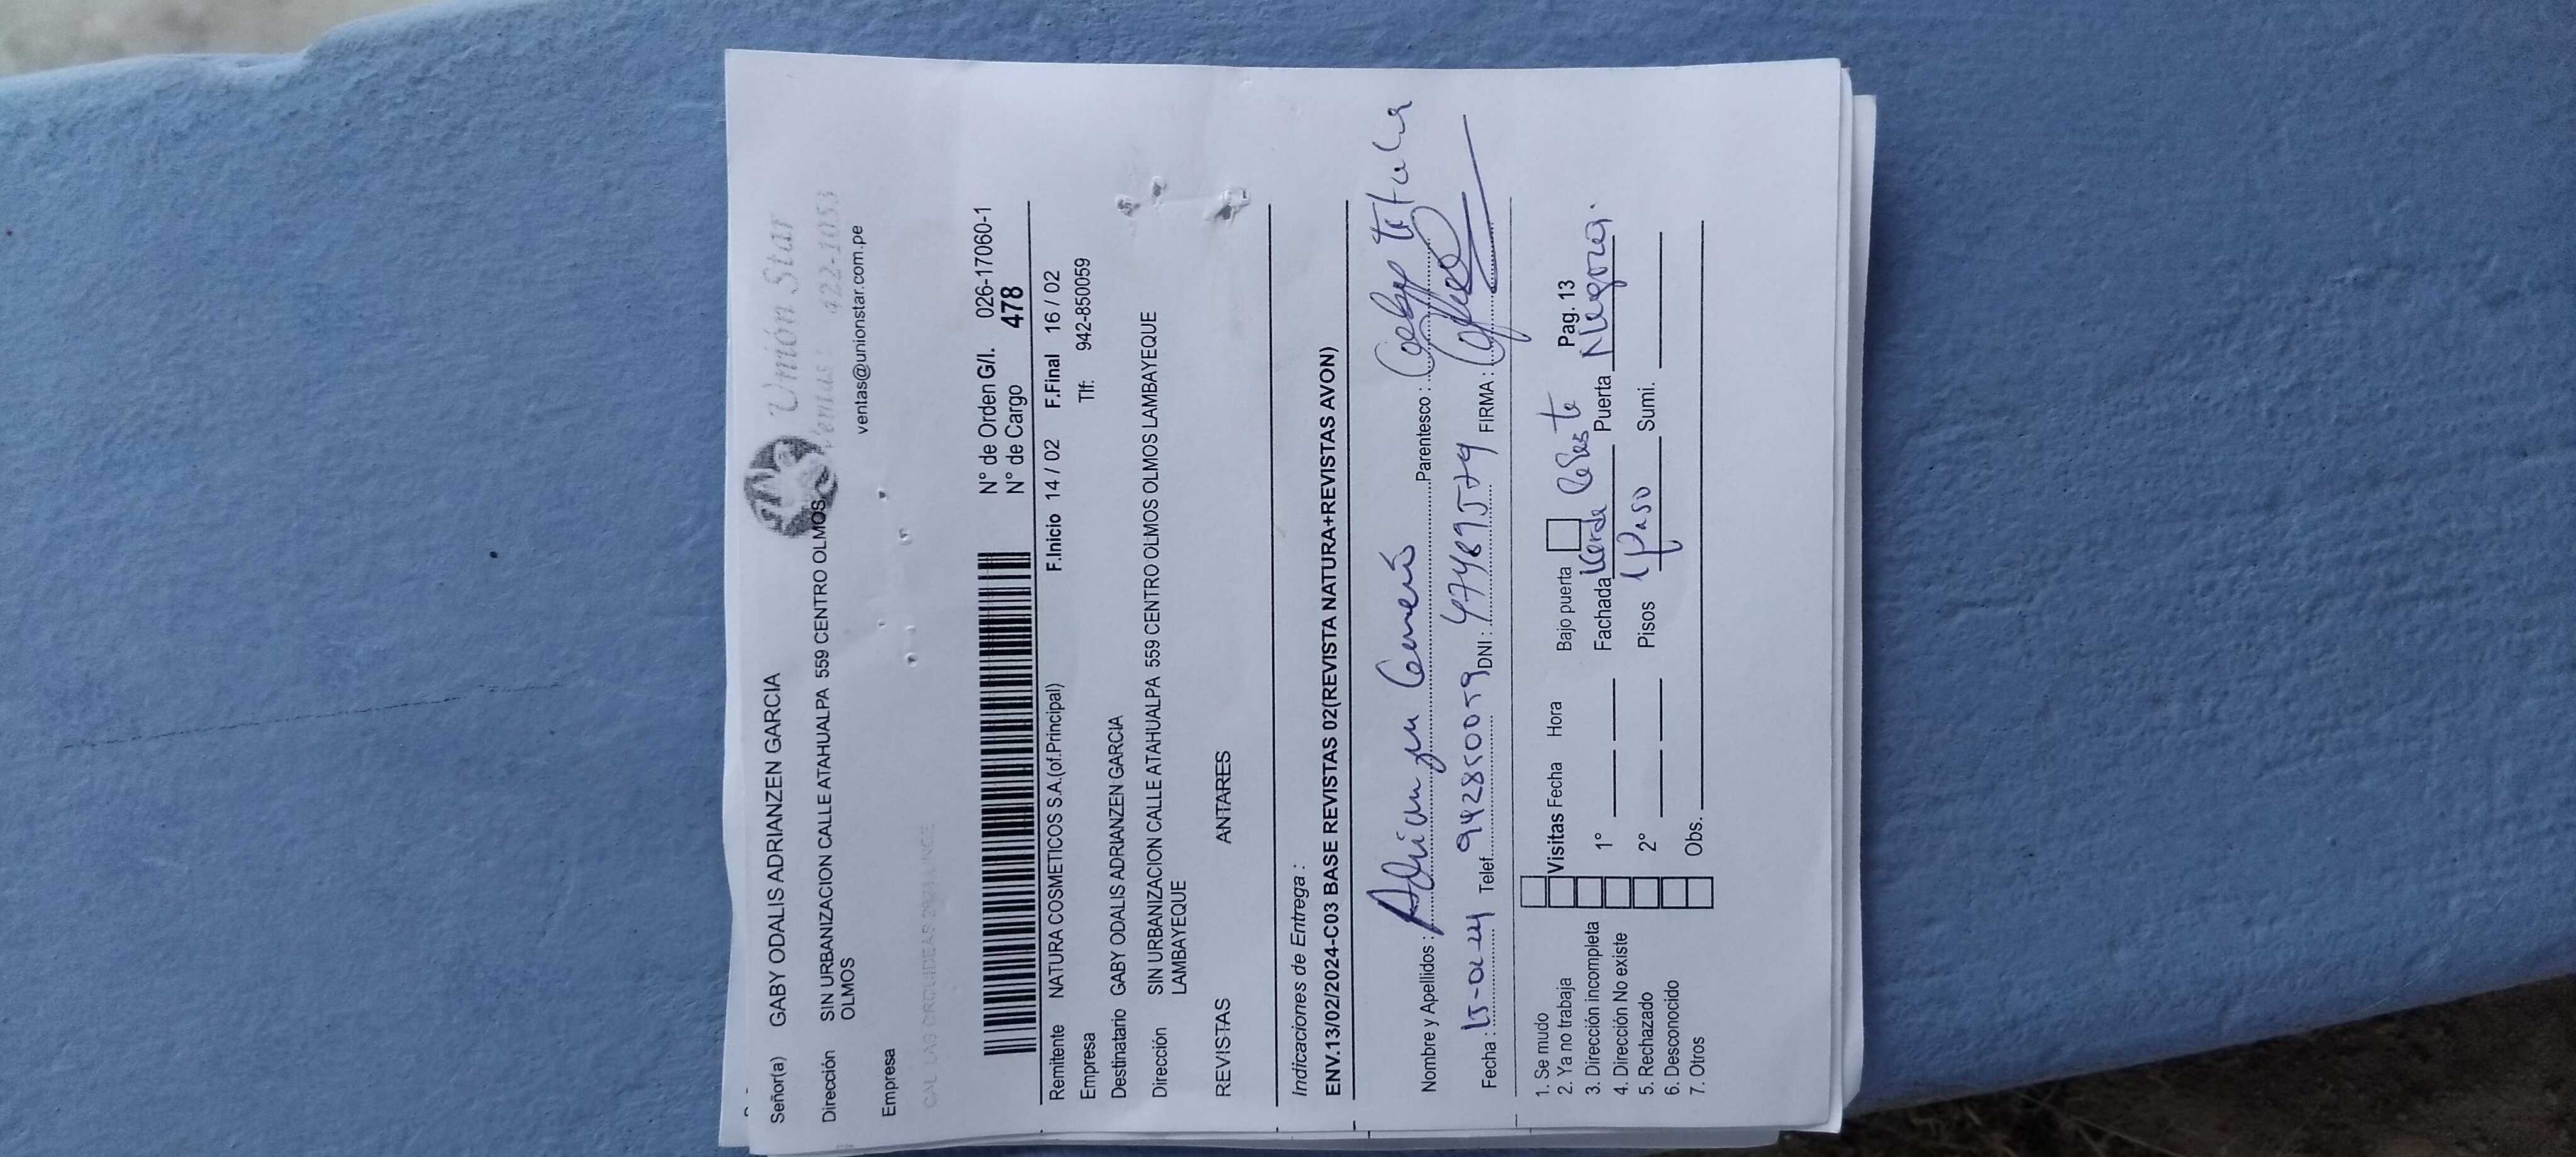 Señor(a) GABY ODALIS ADRIANZEN GARCIA
Unión Star
Dirección SIN URBANIZACION CALLE ATAHUALPA 559 CENTRO OLMOS
OLMOS
Ventas: 422-1053
ventas@unionstar.com.pe
Empresa
N° de Orden G/I. 026-17060-1
N° de Cargo 478
Remitente NATURA COSMETICOS S.A.(of.Principal) F.Inicio 14 / 02 F.Final 16 / 02
Empresa Tlf: 942-850059
Destinatario GABY ODALIS ADRIANZEN GARCIA
Dirección SIN URBANIZACION CALLE ATAHUALPA 559 CENTRO OLMOS OLMOS LAMBAYEQUE
LAMBAYEQUE
REVISTAS ANTARES
Indicaciones de Entrega :
ENV.13/02/2024-C03 BASE REVISTAS 02(REVISTA NATURA+REVISTAS AVON)
Nombre y Apellidos : Parentesco : titular
Fecha : Telef. 942850059 DNI : 47489579 FIRMA :
1. Se mudo
2. Ya no trabaja Visitas Fecha Hora Bajo puerta Pag. 13
3. Dirección incompleta 1° Fachada Verde Celeste Puerta Negra.
4. Dirección No existe
5. Rechazado 2° Pisos 1 Piso Sumi.
6. Desconocido
7. Otros Obs.